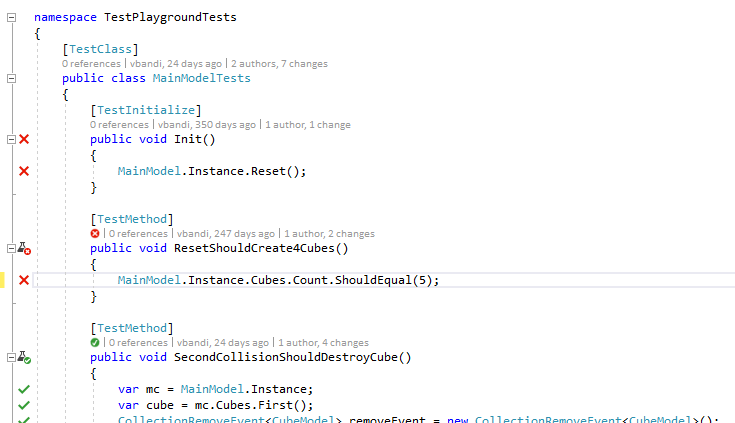 namespace TestPlaygroundTests
{
[TestClass]
0 references | vbandi, 24 days ago | 2 authors, 7 changes
public class MainModelTests
{
[TestInitialize]
0 references | vbandi, 350 days ago | 1 author, 1 change
public void Init()
{
MainModel.Instance.Reset();
}
[TestMethod]
| 0 references | vbandi, 247 days ago | 1 author, 2 changes
public void ResetShouldCreate4Cubes()
{
MainModel.Instance.Cubes.Count.ShouldEqual(5);
}
[TestMethod]
| 0 references | vbandi, 24 days ago | 1 author, 4 changes
public void SecondCollisionShouldDestroyCube()
{
var mc = MainModel.Instance;
var cube = mc.Cubes.First();
CollectionRemoveEvent<CubeModel> removeEvent = new CollectionRemoveEvent<CubeModel>();